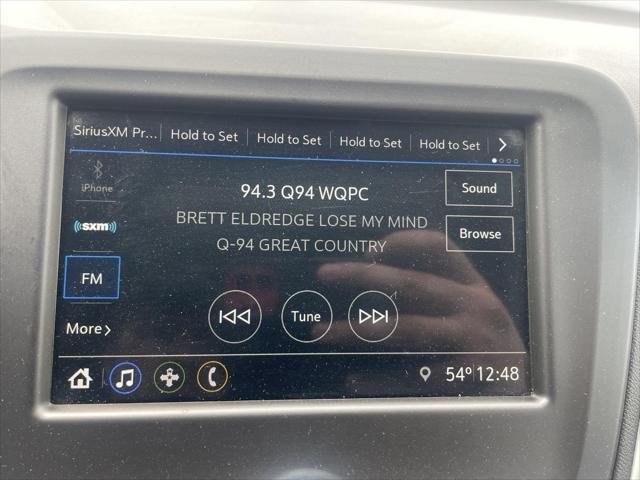 SiriusXM Pr... Hold to Set Hold to Set Hold to Set Hold to Set
iPhone
94.3 Q94 WQPC
Sound
BRETT ELDREDGE LOSE MY MIND
((sxm))
Browse
Q-94 GREAT COUNTRY
FM
Tune
More
54° 12:48